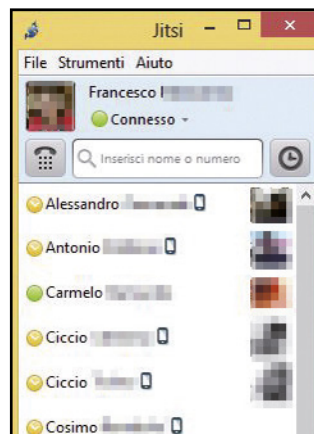 Jitsi
File Strumenti Aiuto
Francesco
Connesso
Inserisci nome o numero
Alessandro
Antonio
Carmelo
Ciccio
Ciccio
Cosimo